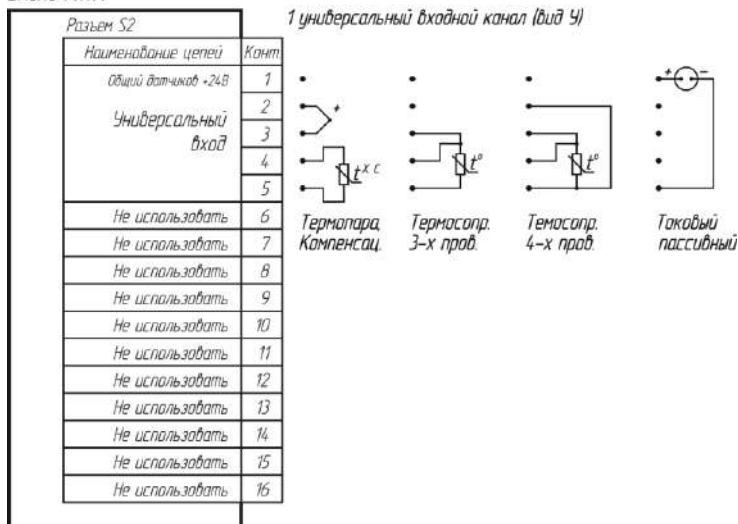 Разъем S2
1 универсальный входной канал (вид У)
Наименование цепей Конт.
Общий датчиков +24В 1
Универсальный
вход
2
3
4
5
Не использовать 6
Не использовать 7
Не использовать 8
Не использовать 9
Не использовать 10
Не использовать 11
Не использовать 12
Не использовать 13
Не использовать 14
Не использовать 15
Не использовать 16
+
t х с
t°
t°
+ -
Термопара,
Компенсац.
Термосопр.
3-х пров.
Темосопр.
4-х пров.
Токовый
пассивный